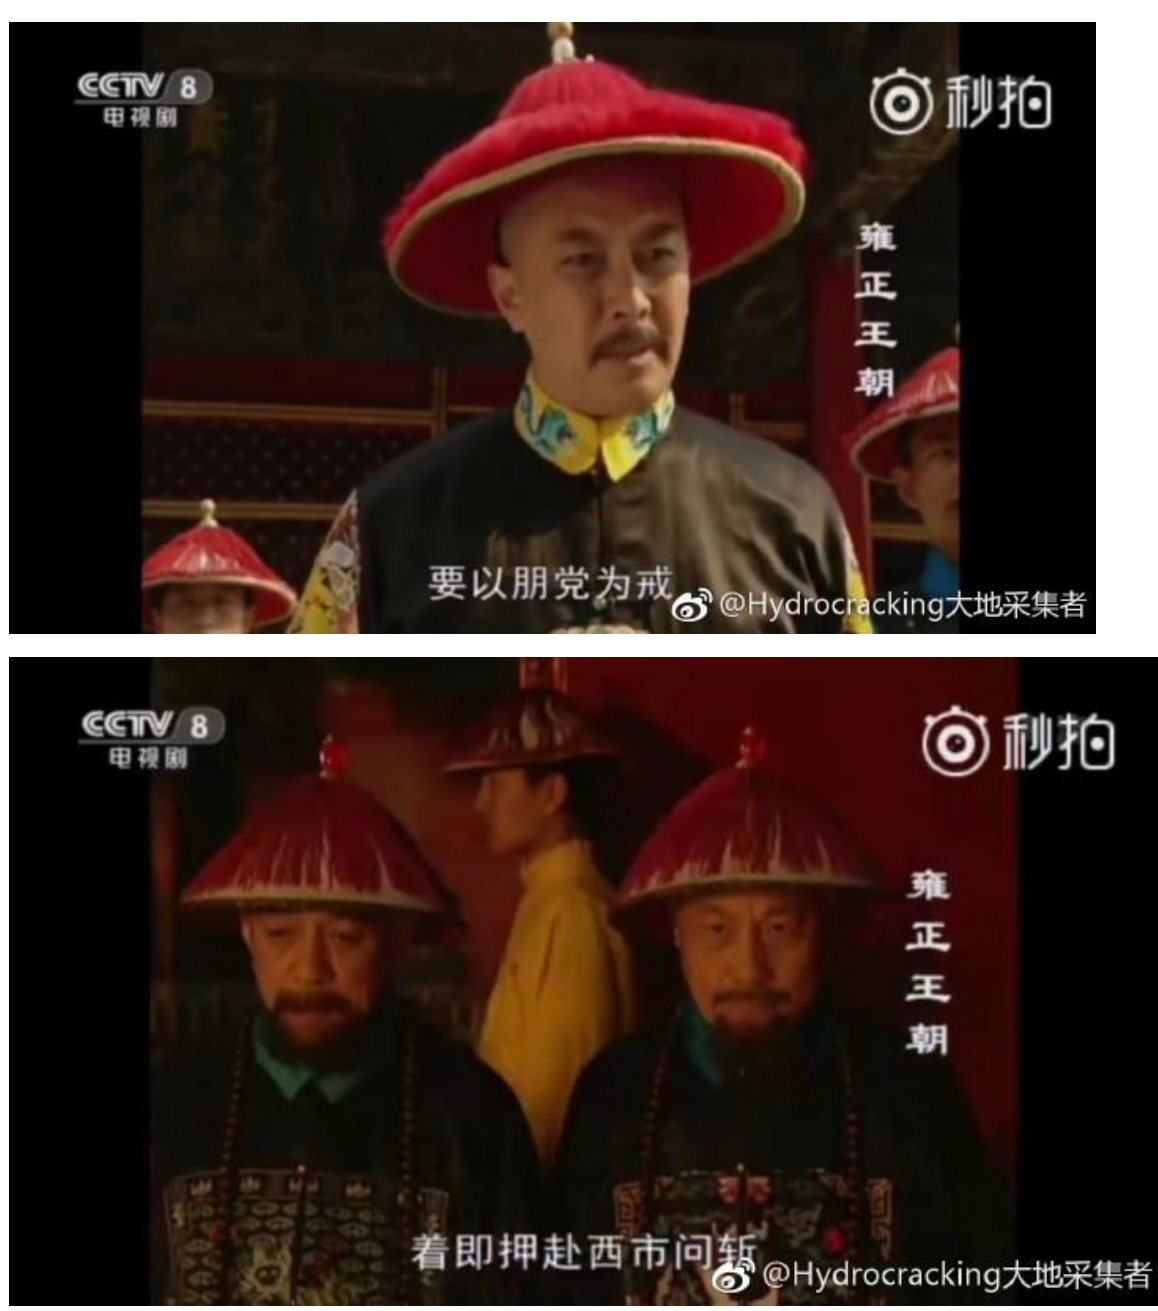 CCTV 8
电视剧
秒拍
雍正王朝
要以朋党为戒
@Hydrocracking大地采集者
CCTV 8
电视剧
秒拍
雍正王朝
着即押赴西市问斩
@Hydrocracking大地采集者